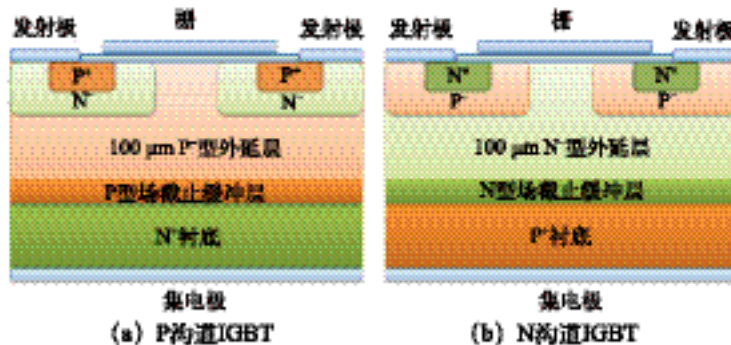 栅
栅
发射极
发射极
发射极
发射极
P⁺
P⁺
N⁺
N⁺
N⁻
P⁻
P⁻
100 μm P⁻型外延层
100 μm N⁻型外延层
P型场截止缓冲层
N型场截止缓冲层
N⁺衬底
P⁺衬底
集电极
集电极
(a) P沟道IGBT
(b) N沟道IGBT